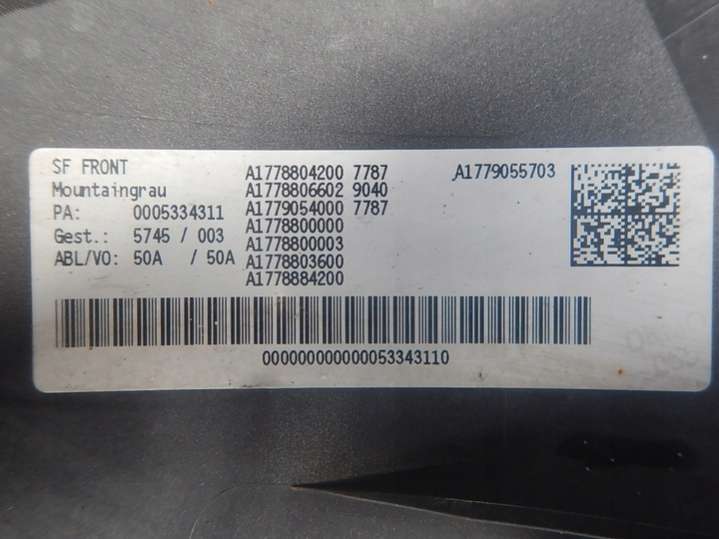 SF FRONT
Mountaingrau
PA: 0005334311
Gest.: 5745 / 003
ABL/VO: 50A / 50A
A1778804200 7787
A1778806602 9040
A1779054000 7787
A1778800000
A1778800003
A1778803600
A1778884200
A1779055703
000000000000053343110